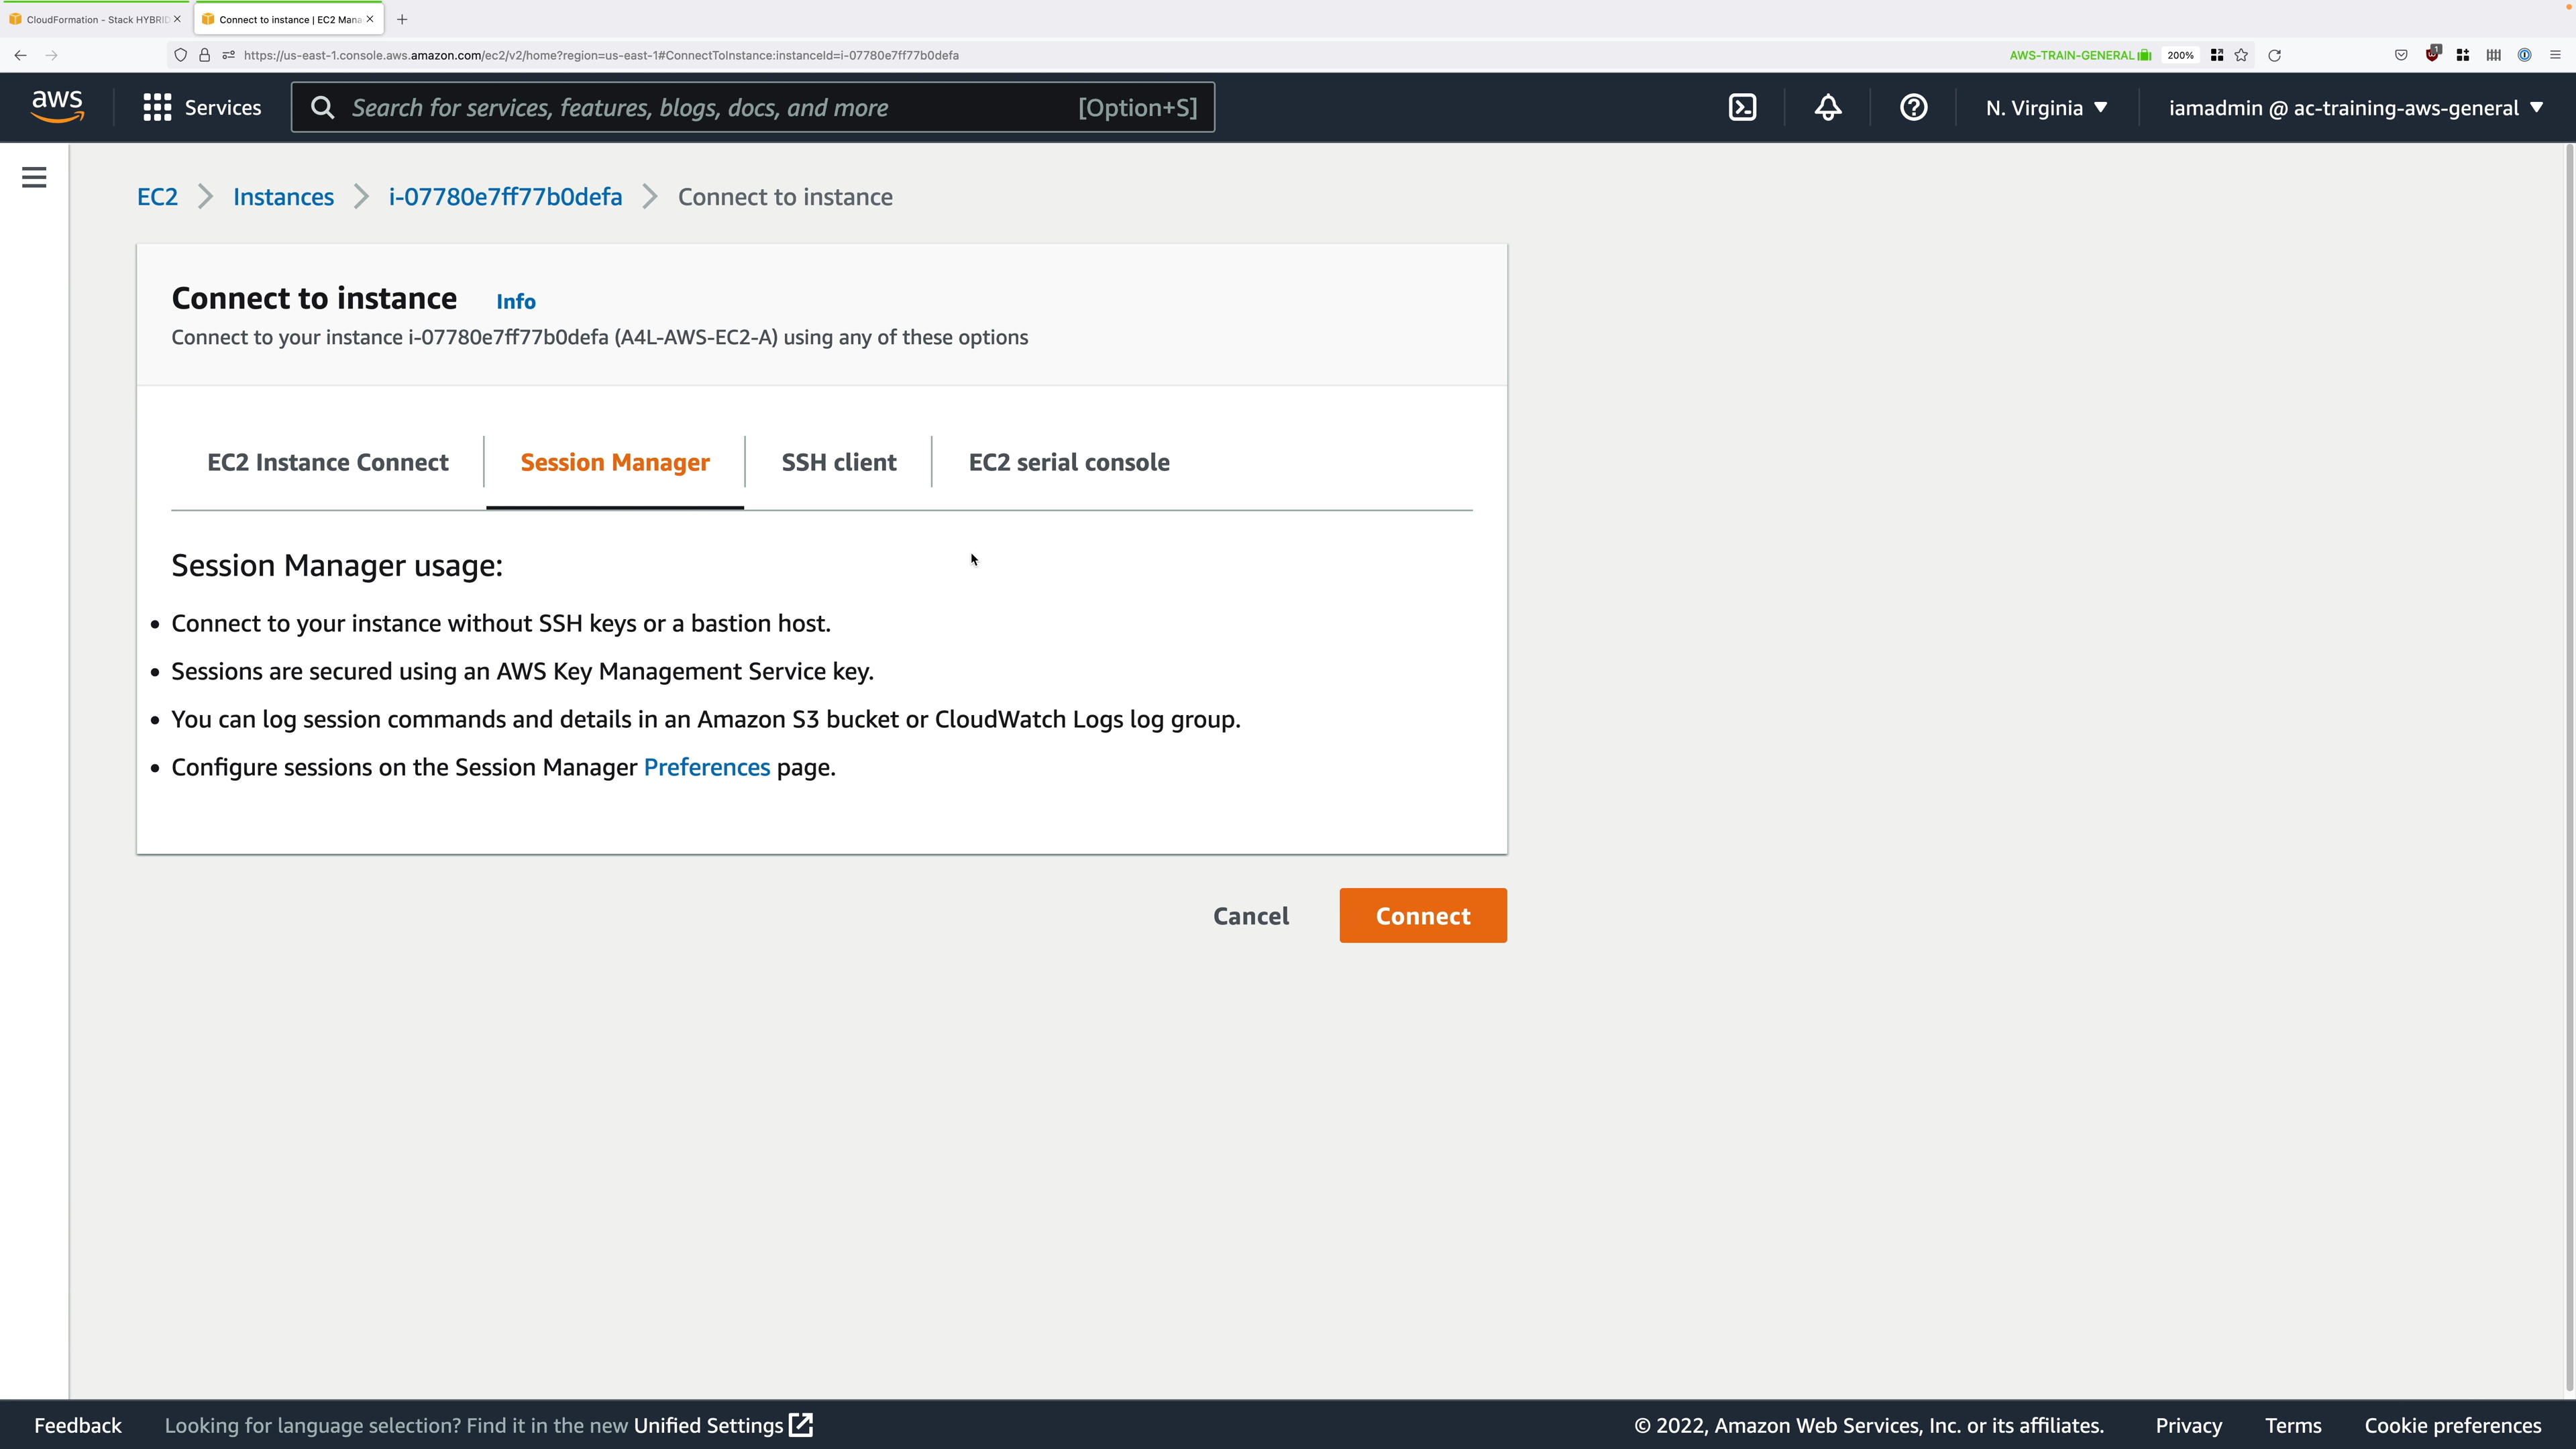 CloudFormation - Stack HYBRID
Connect to instance | EC2 Mana
https://us-east-1.console.aws.amazon.com/ec2/v2/home?region=us-east-1#ConnectToInstance:instanceId=i-07780e7ff77b0defa
AWS-TRAIN-GENERAL
200%
1
aws
Services
Search for services, features, blogs, docs, and more
[Option+S]
N. Virginia
iamadmin @ ac-training-aws-general
EC2
Instances
i-07780e7ff77b0defa
Connect to instance
Connect to instance Info
Connect to your instance i-07780e7ff77b0defa (A4L-AWS-EC2-A) using any of these options
EC2 Instance Connect
Session Manager
SSH client
EC2 serial console
Session Manager usage:
• Connect to your instance without SSH keys or a bastion host.
• Sessions are secured using an AWS Key Management Service key.
• You can log session commands and details in an Amazon S3 bucket or CloudWatch Logs log group.
• Configure sessions on the Session Manager Preferences page.
Cancel
Connect
Feedback
Looking for language selection? Find it in the new Unified Settings
© 2022, Amazon Web Services, Inc. or its affiliates.
Privacy
Terms
Cookie preferences